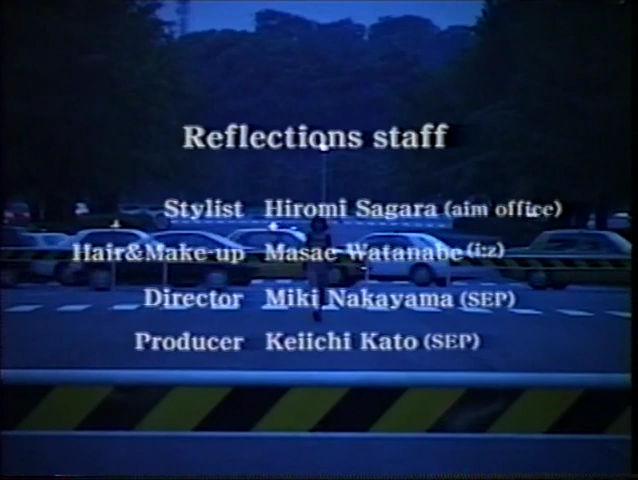 Reflections staff
Stylist Hiromi Sagara (aim office)
Hair&Make-up Masae Watanabe (i:z)
Director Miki Nakayama (SEP)
Producer Keiichi Kato (SEP)